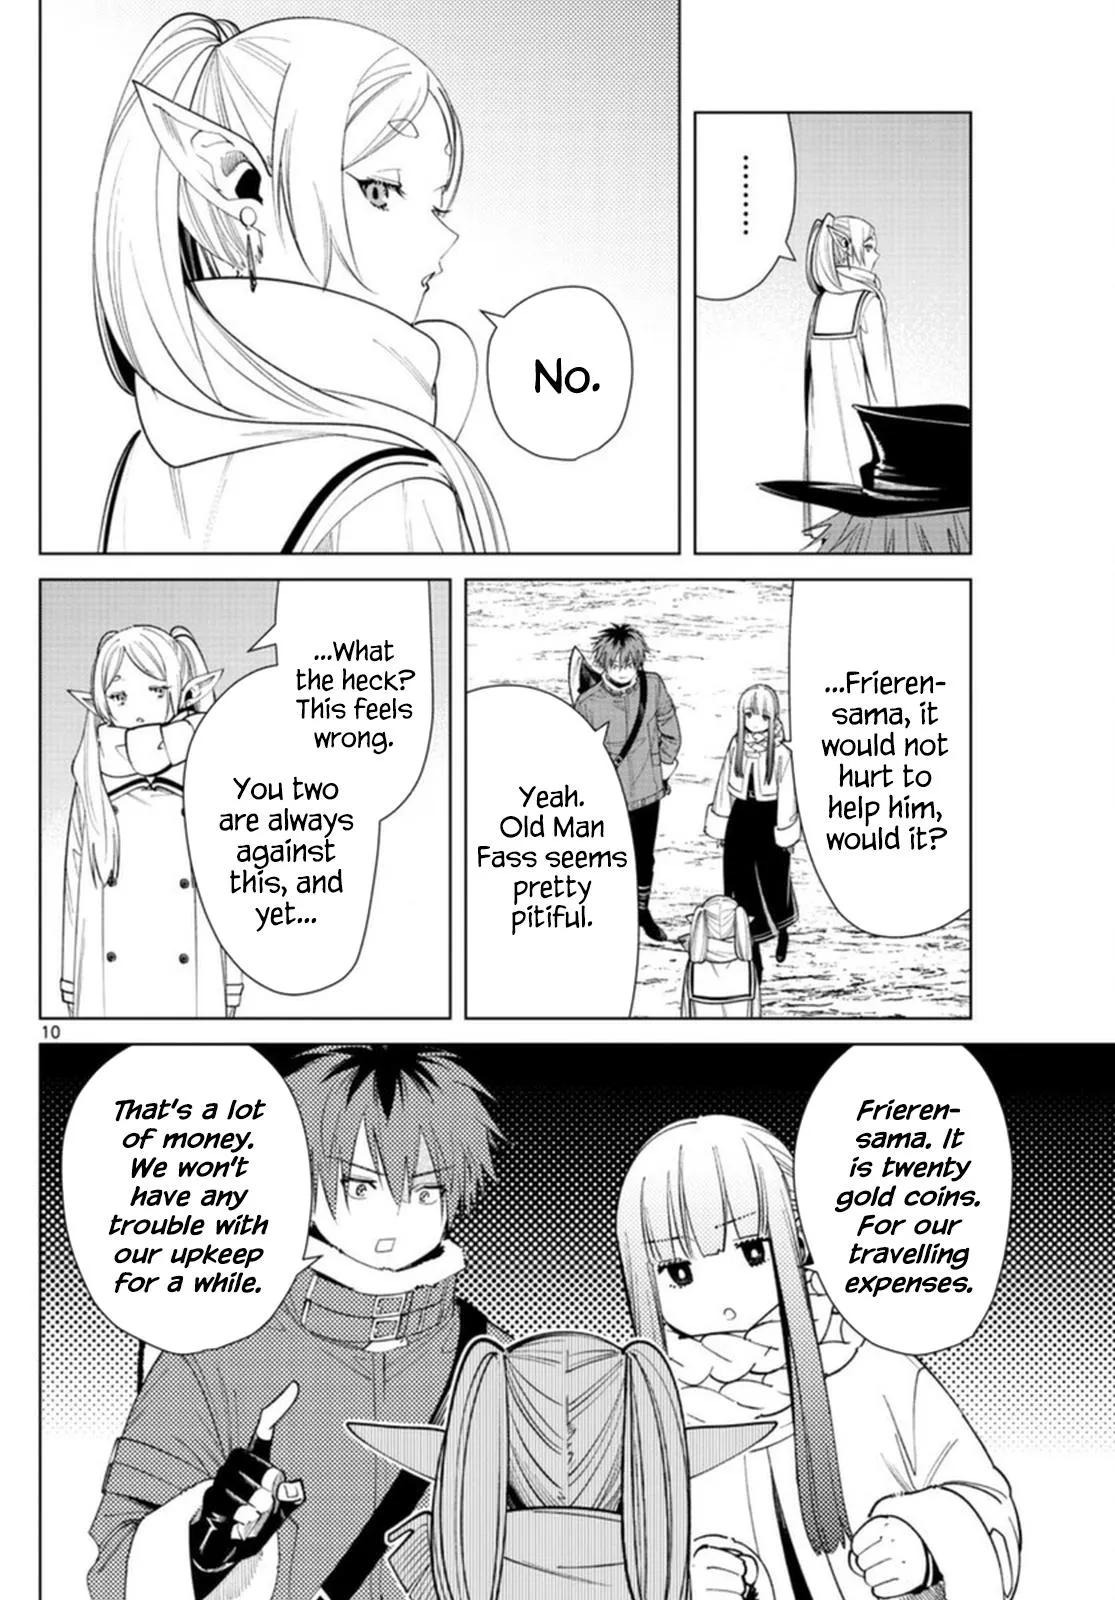 .........
No.
...Frieren-
sama, it
would not
hurt to
help him,
would it?
Yeah.
Old Man
Fass seems
pretty
pitiful.
...What
the heck?
This feels
wrong.
You two
are always
against
this, and
yet...
10
Frieren-
sama. It
is twenty
gold coins.
For our
travelling
expenses.
That's a lot
of money.
We won't
have any
trouble with
our upkeep
for a while.